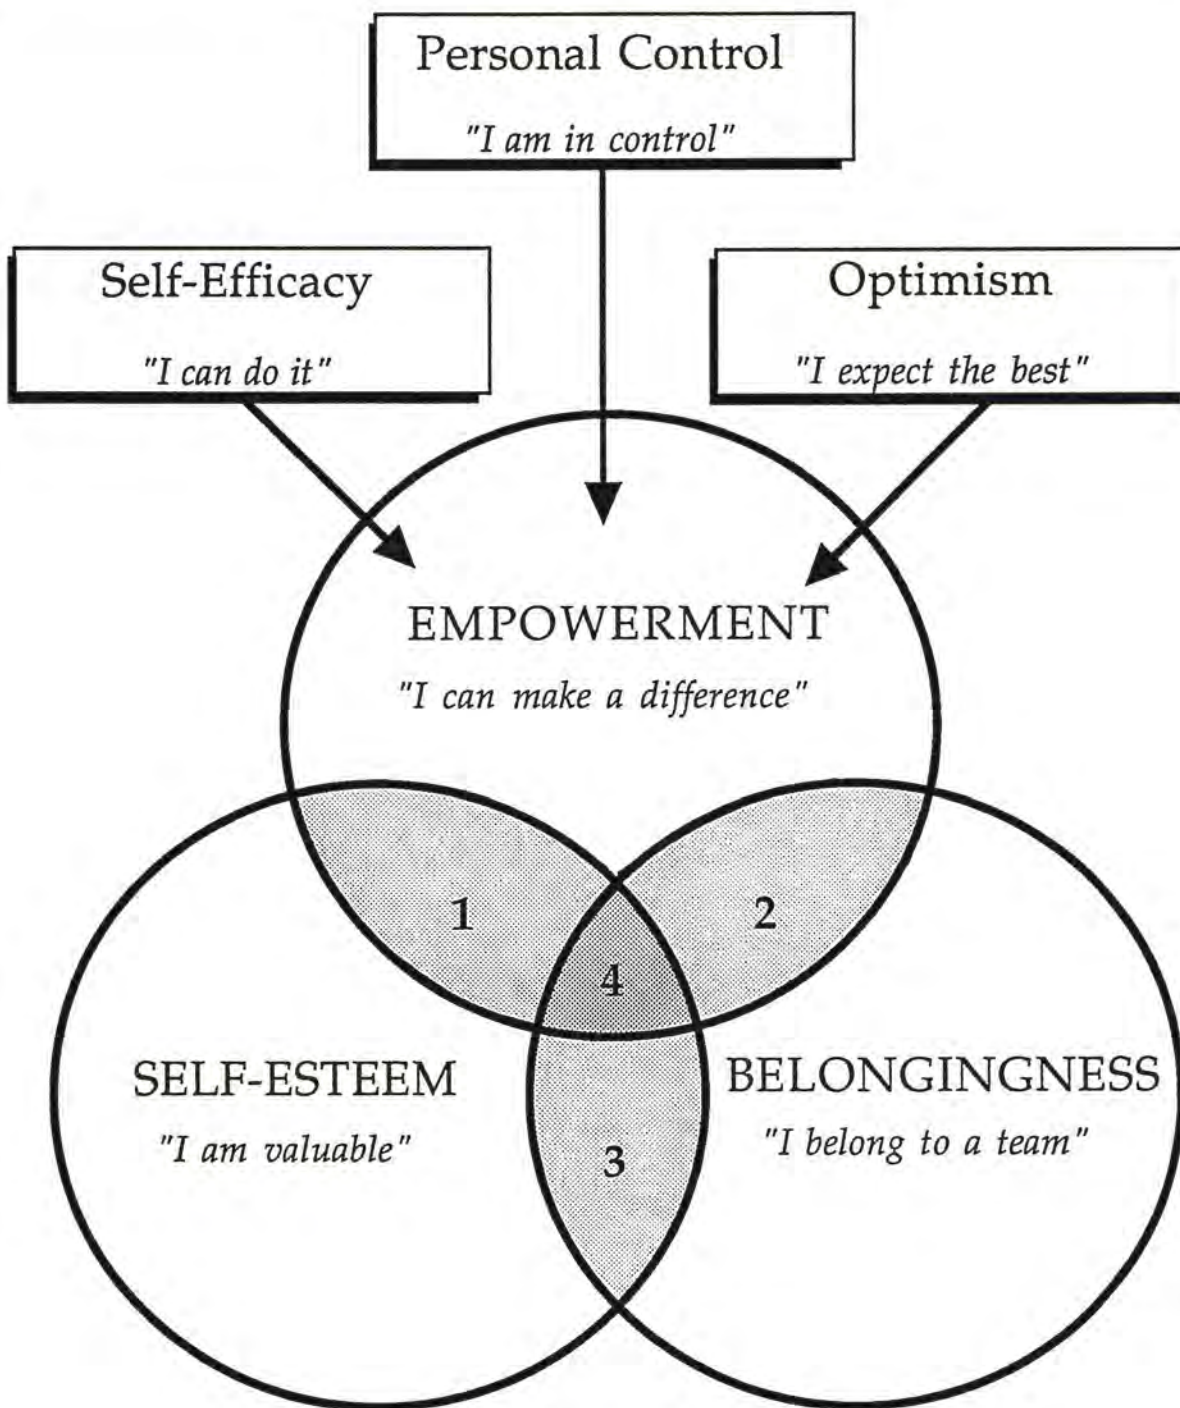 Personal Control
"I am in control"
Self-Efficacy
"I can do it"
Optimism
"I expect the best"
EMPOWERMENT
"I can make a difference"
1
2
4
SELF-ESTEEM
"I am valuable"
BELONGINGNESS
"I belong to a team"
3